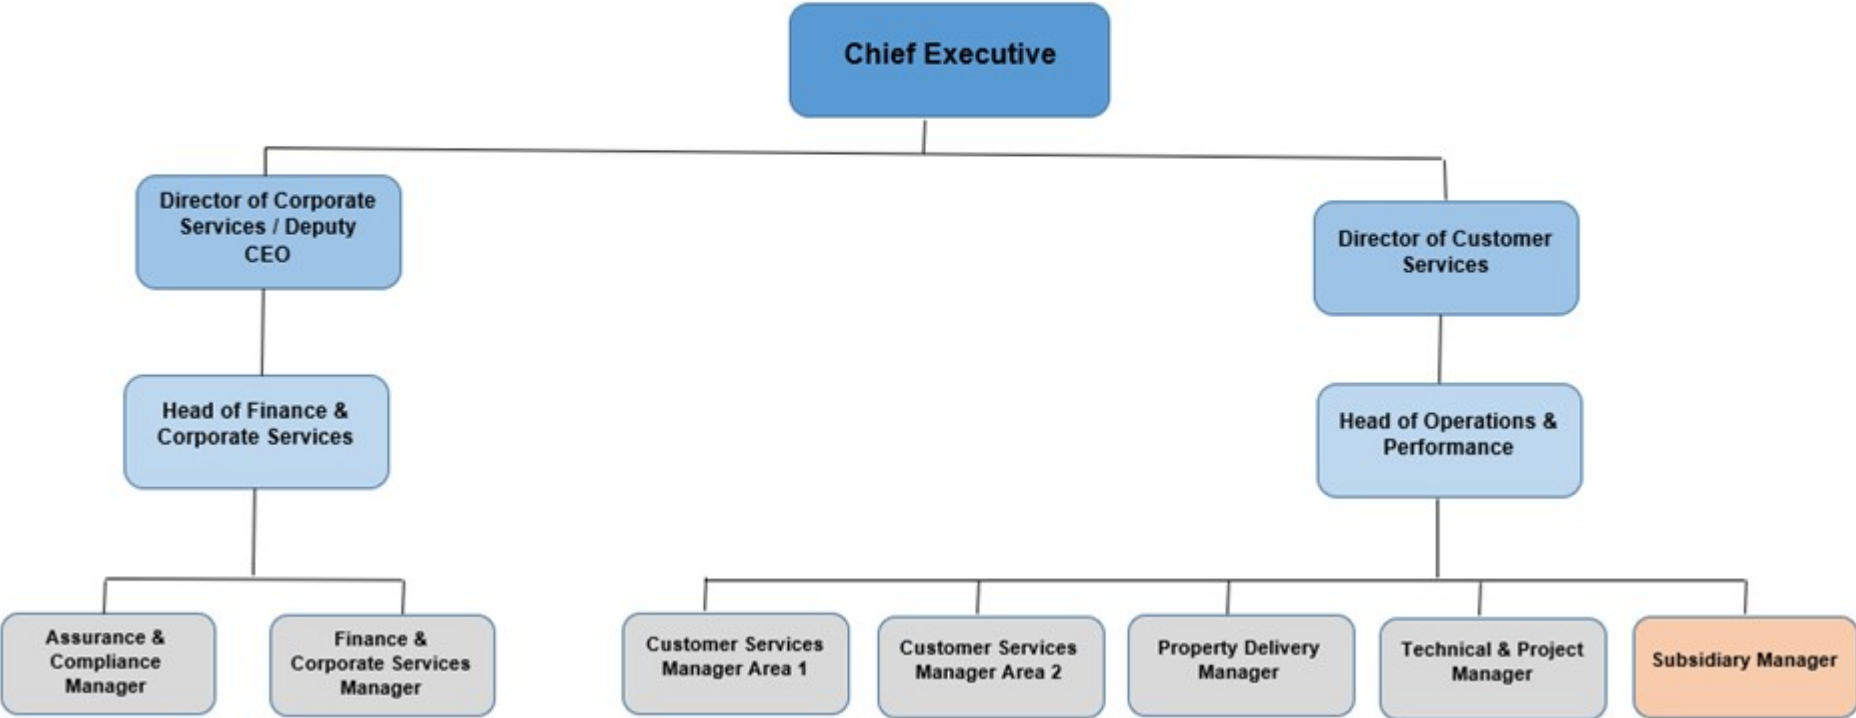 Chief Executive
Director of Corporate
Services / Deputy
CEO
Director of Customer
Services
Head of Finance &
Corporate Services
Head of Operations &
Performance
Assurance &
Compliance
Manager
Finance &
Corporate Services
Manager
Customer Services
Manager Area 1
Customer Services
Manager Area 2
Property Delivery
Manager
Technical & Project
Manager
Subsidiary Manager